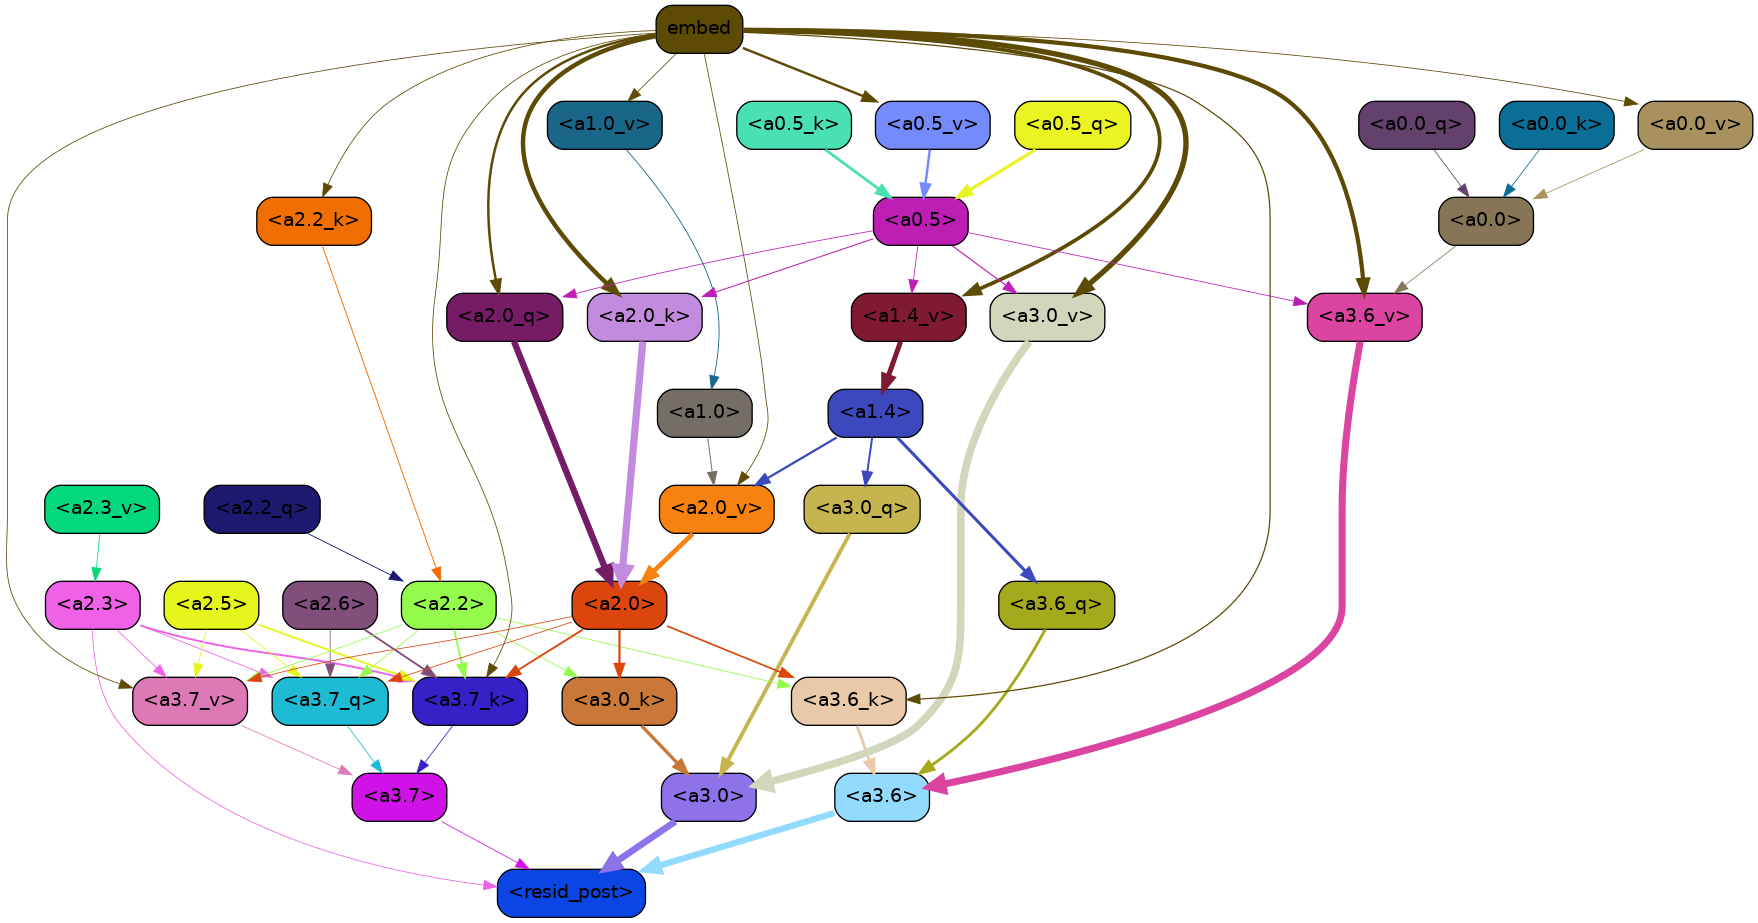 embed
<a1.0_v>
<a0.5_k>
<a0.5_v>
<a0.5_q>
<a0.0_q>
<a0.0_k>
<a0.0_v>
<a2.2_k>
<a0.5>
<a0.0>
<a2.0_q>
<a2.0_k>
<a1.4_v>
<a3.0_v>
<a3.6_v>
<a1.0>
<a1.4>
<a2.3_v>
<a2.2_q>
<a2.0_v>
<a3.0_q>
<a2.3>
<a2.5>
<a2.6>
<a2.2>
<a2.0>
<a3.6_q>
<a3.7_v>
<a3.7_q>
<a3.7_k>
<a3.0_k>
<a3.6_k>
<a3.7>
<a3.0>
<a3.6>
<resid_post>